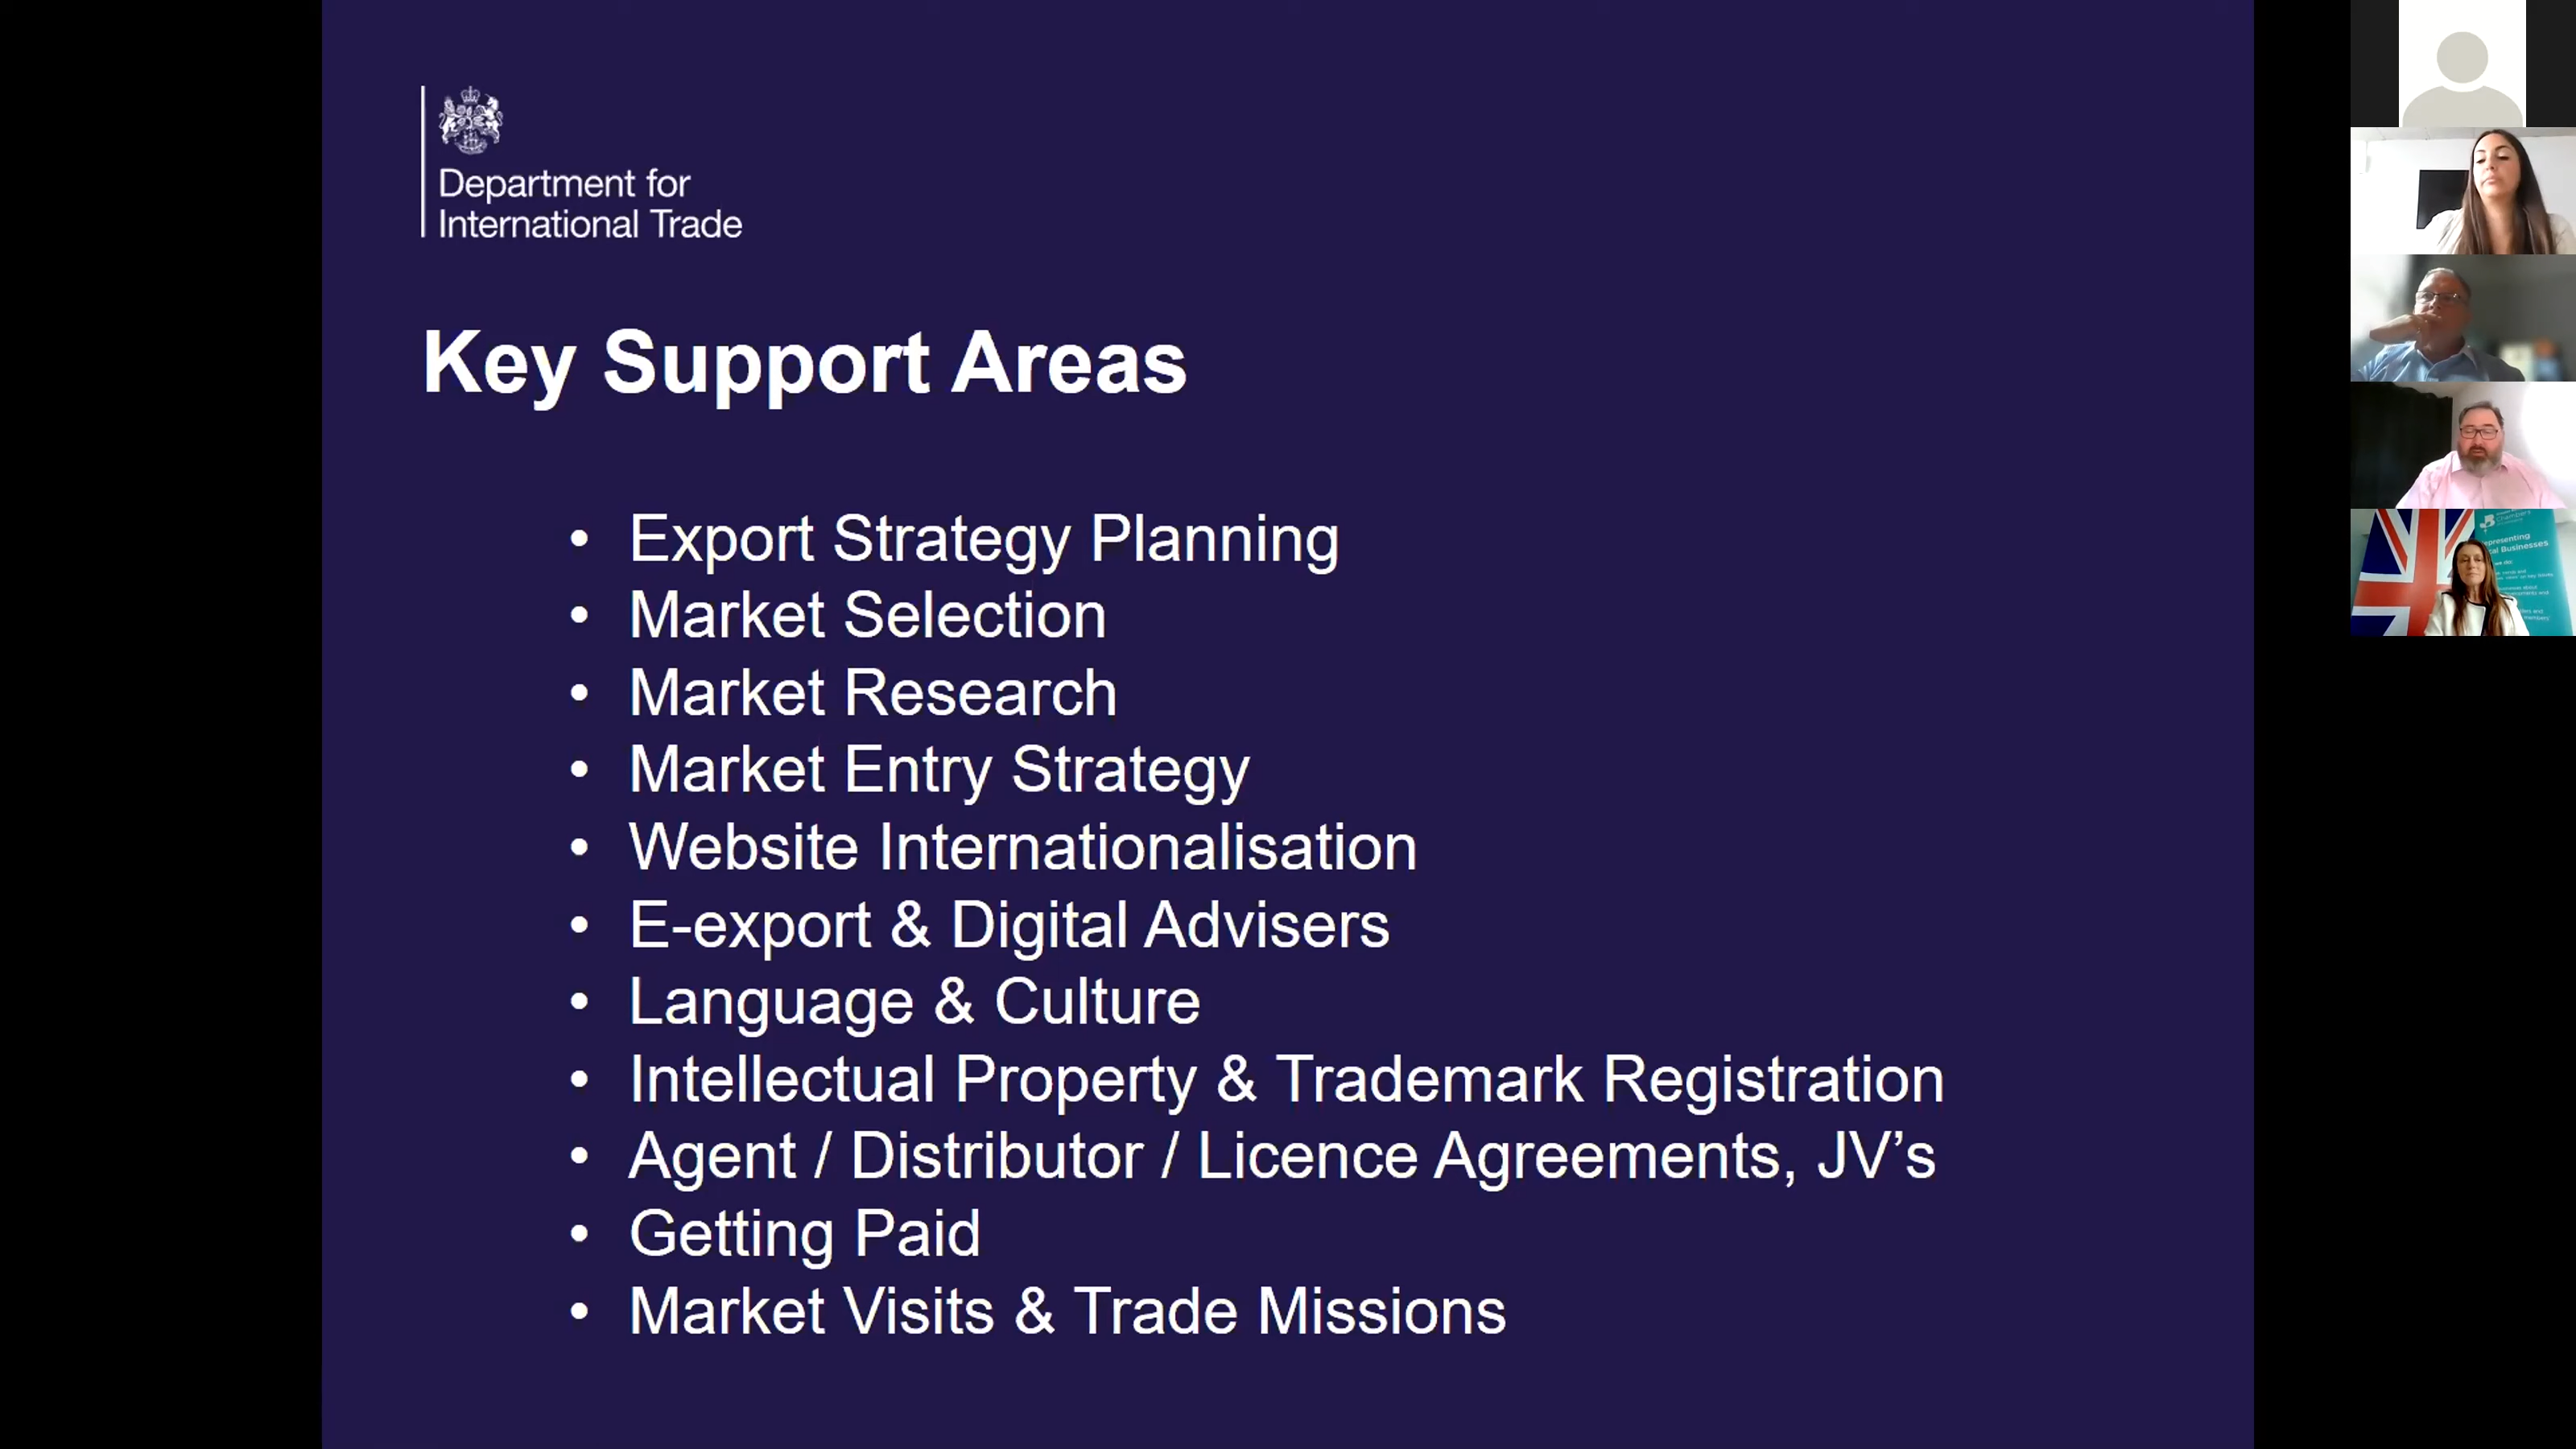 Department for
International Trade
Key Support Areas
• Export Strategy Planning
• Market Selection
• Market Research
• Market Entry Strategy
• Website Internationalisation
• E-export & Digital Advisers
• Language & Culture
• Intellectual Property & Trademark Registration
• Agent / Distributor / Licence Agreements, JV’s
• Getting Paid
• Market Visits & Trade Missions
Chambers
Businesses